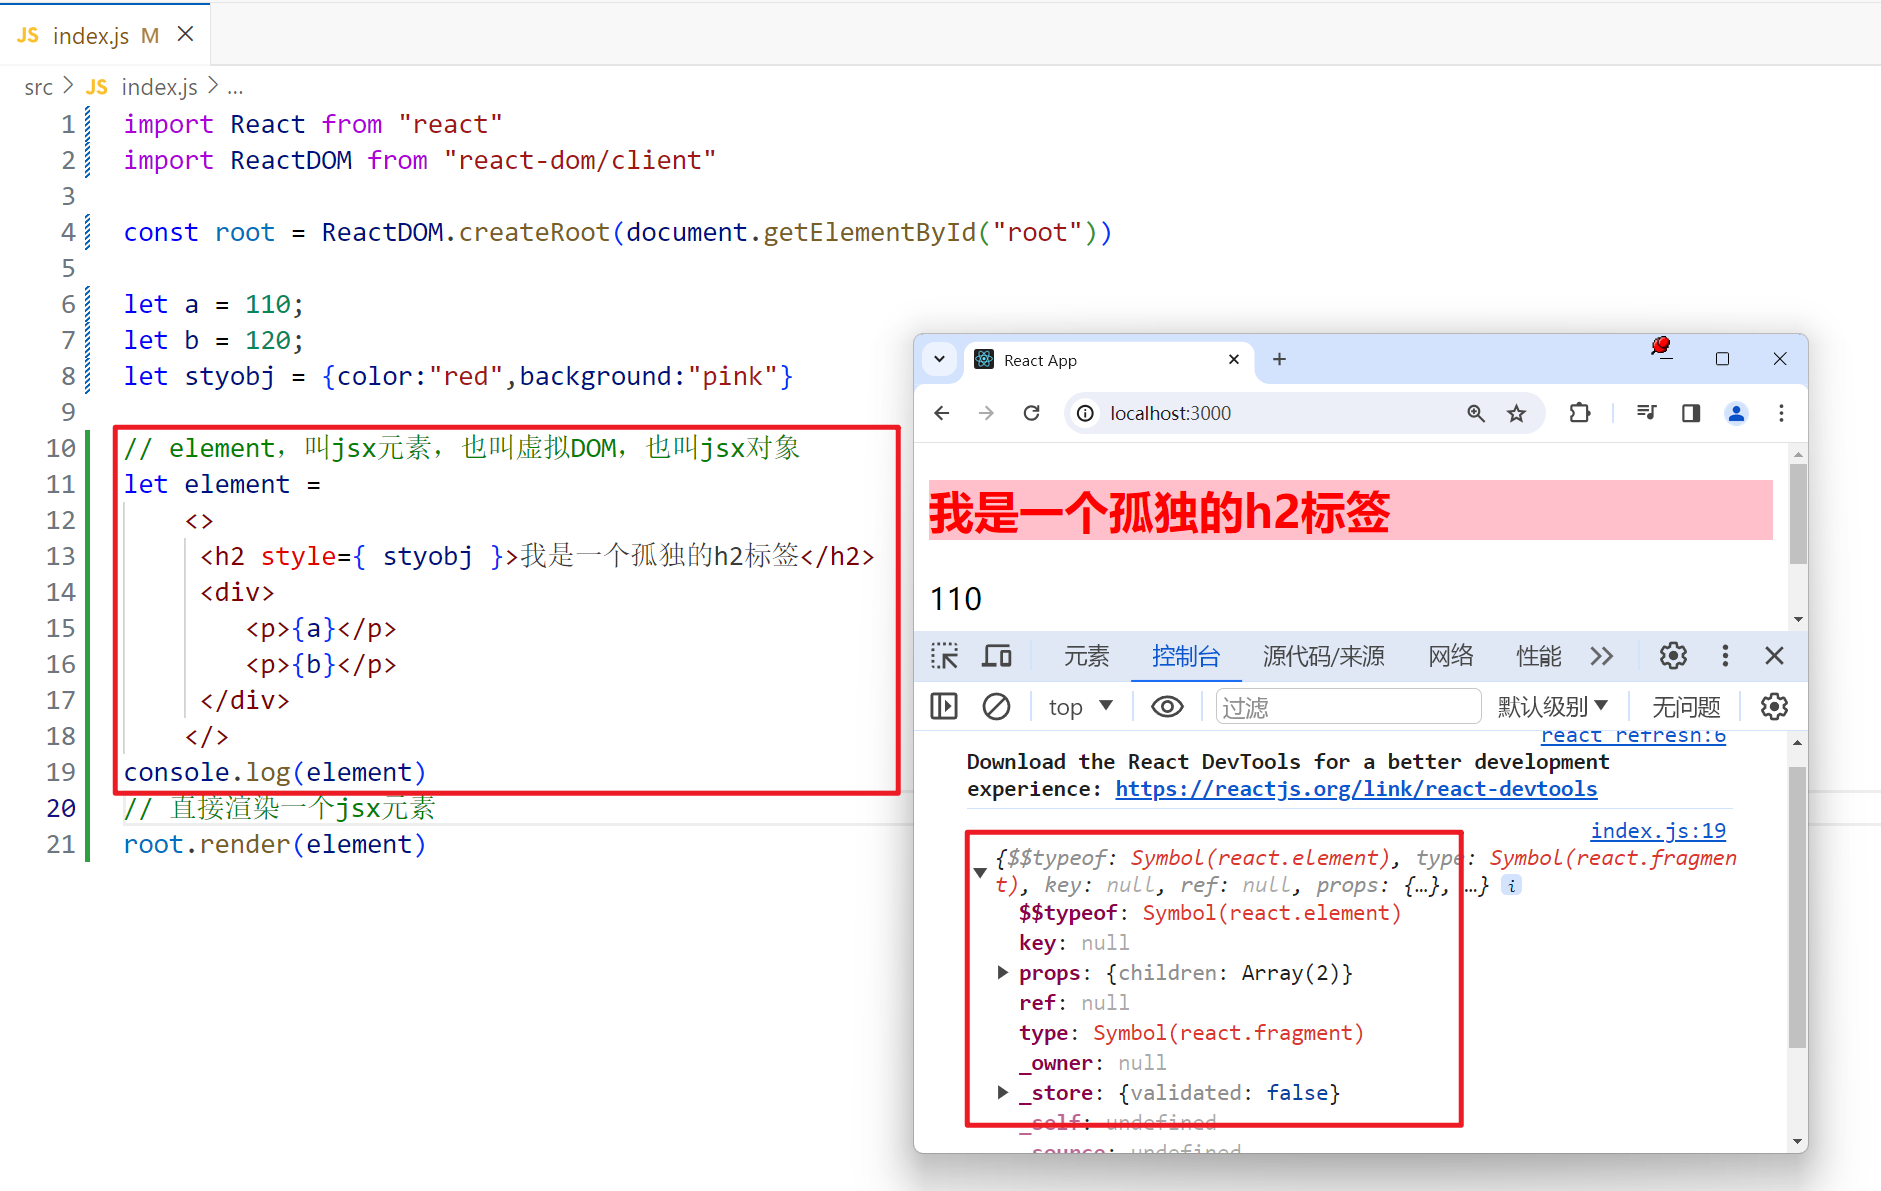 JS index.js M
src > JS index.js > ...
1 import React from "react"
2 import ReactDOM from "react-dom/client"
3
4 const root = ReactDOM.createRoot(document.getElementById("root"))
5
6 let a = 110;
7 let b = 120;
8 let styobj = {color:"red",background:"pink"}
9
10 // element，叫jsx元素，也叫虚拟DOM，也叫jsx对象
11 let element =
12 <>
13 <h2 style={ styobj }>我是一个孤独的h2标签</h2>
14 <div>
15 <p>{a}</p>
16 <p>{b}</p>
17 </div>
18 </>
19 console.log(element)
20 // 直接渲染一个jsx元素
21 root.render(element)
React App
localhost:3000
我是一个孤独的h2标签
110
元素 控制台 源代码/来源 网络 性能
top 过滤 默认级别 无问题
react refresh:6
Download the React DevTools for a better development
experience: https://reactjs.org/link/react-devtools
index.js:19
{$$typeof: Symbol(react.element), type: Symbol(react.fragmen
t), key: null, ref: null, props: {…}, …} i
$$typeof: Symbol(react.element)
key: null
props: {children: Array(2)}
ref: null
type: Symbol(react.fragment)
_owner: null
_store: {validated: false}
_self: undefined
_source: undefined